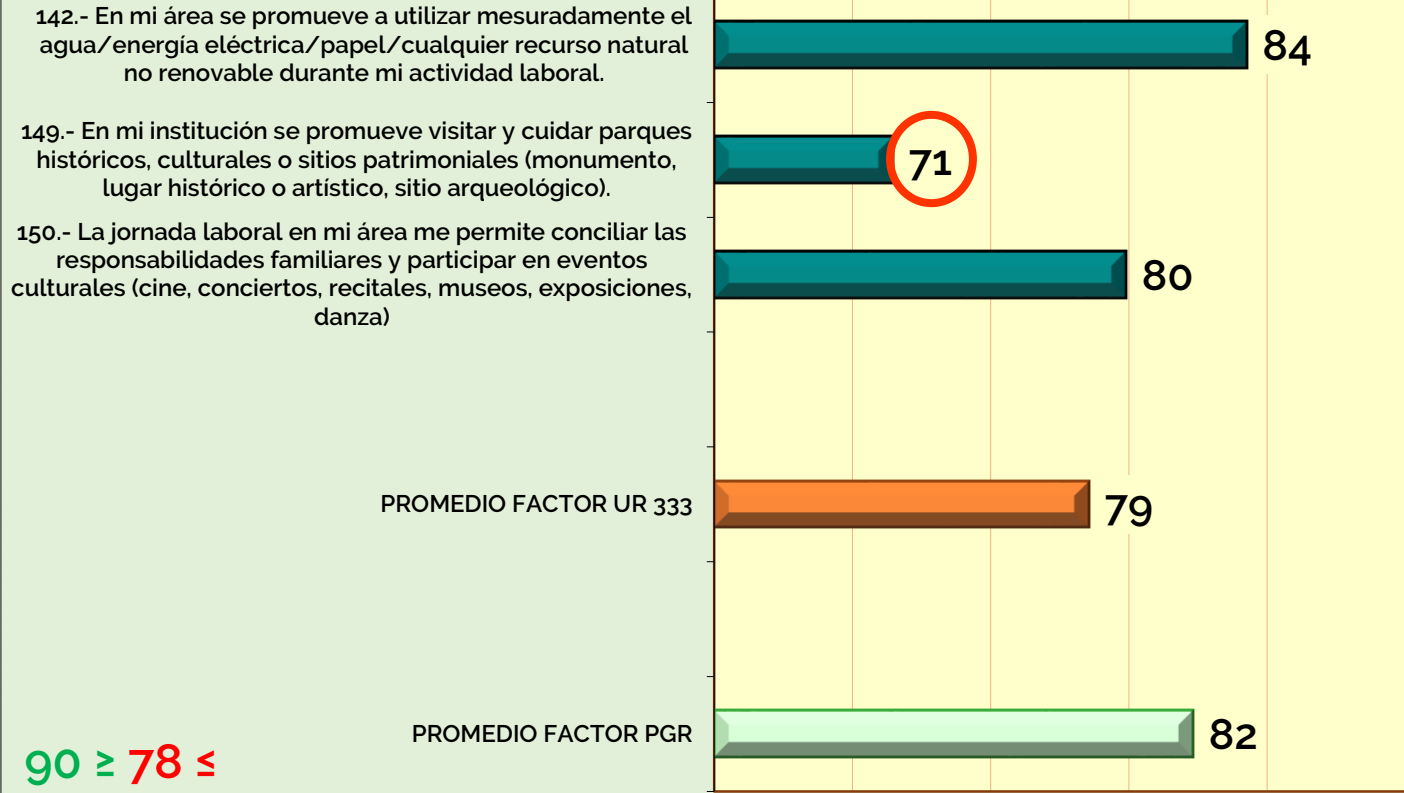 142.- En mi área se promueve a utilizar mesuradamente el
agua/energía eléctrica/papel/cualquier recurso natural
no renovable durante mi actividad laboral.
84
149.- En mi institución se promueve visitar y cuidar parques
históricos, culturales o sitios patrimoniales (monumento,
lugar histórico o artístico, sitio arqueológico).
71
150.- La jornada laboral en mi área me permite conciliar las
responsabilidades familiares y participar en eventos
culturales (cine, conciertos, recitales, museos, exposiciones,
danza)
80
PROMEDIO FACTOR UR 333
79
PROMEDIO FACTOR PGR
82
90 ≥ 78 ≤